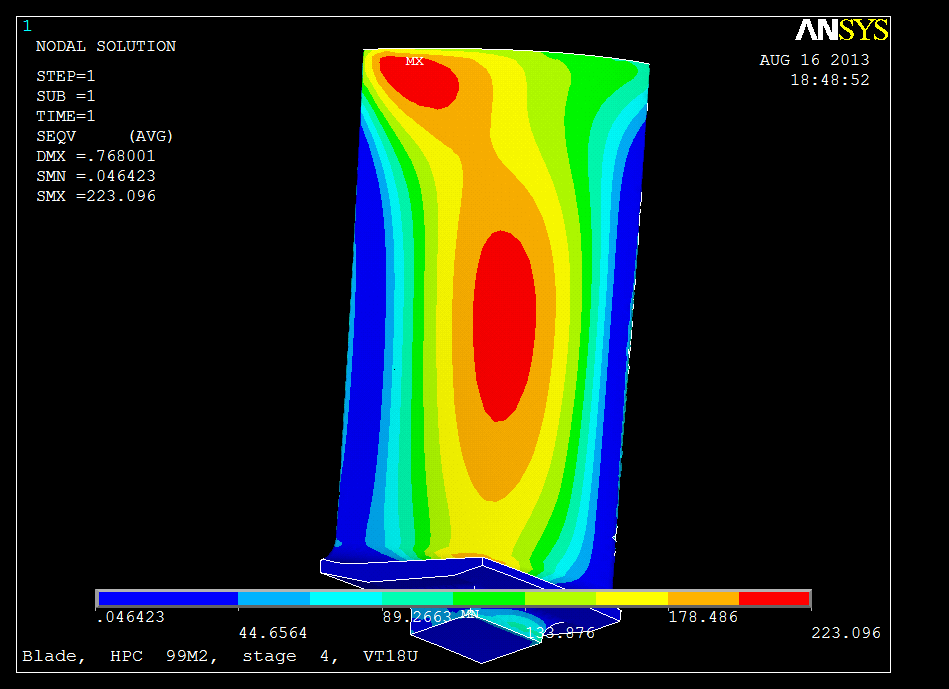 1
ANSYS
NODAL SOLUTION
AUG 16 2013
18:48:52
STEP=1
SUB =1
TIME=1
SEQV (AVG)
DMX =.768001
SMN =.046423
SMX =223.096
MX
MN
.046423 89.2663 178.486
44.6564 133.876 223.096
Blade, HPC 99M2, stage 4, VT18U